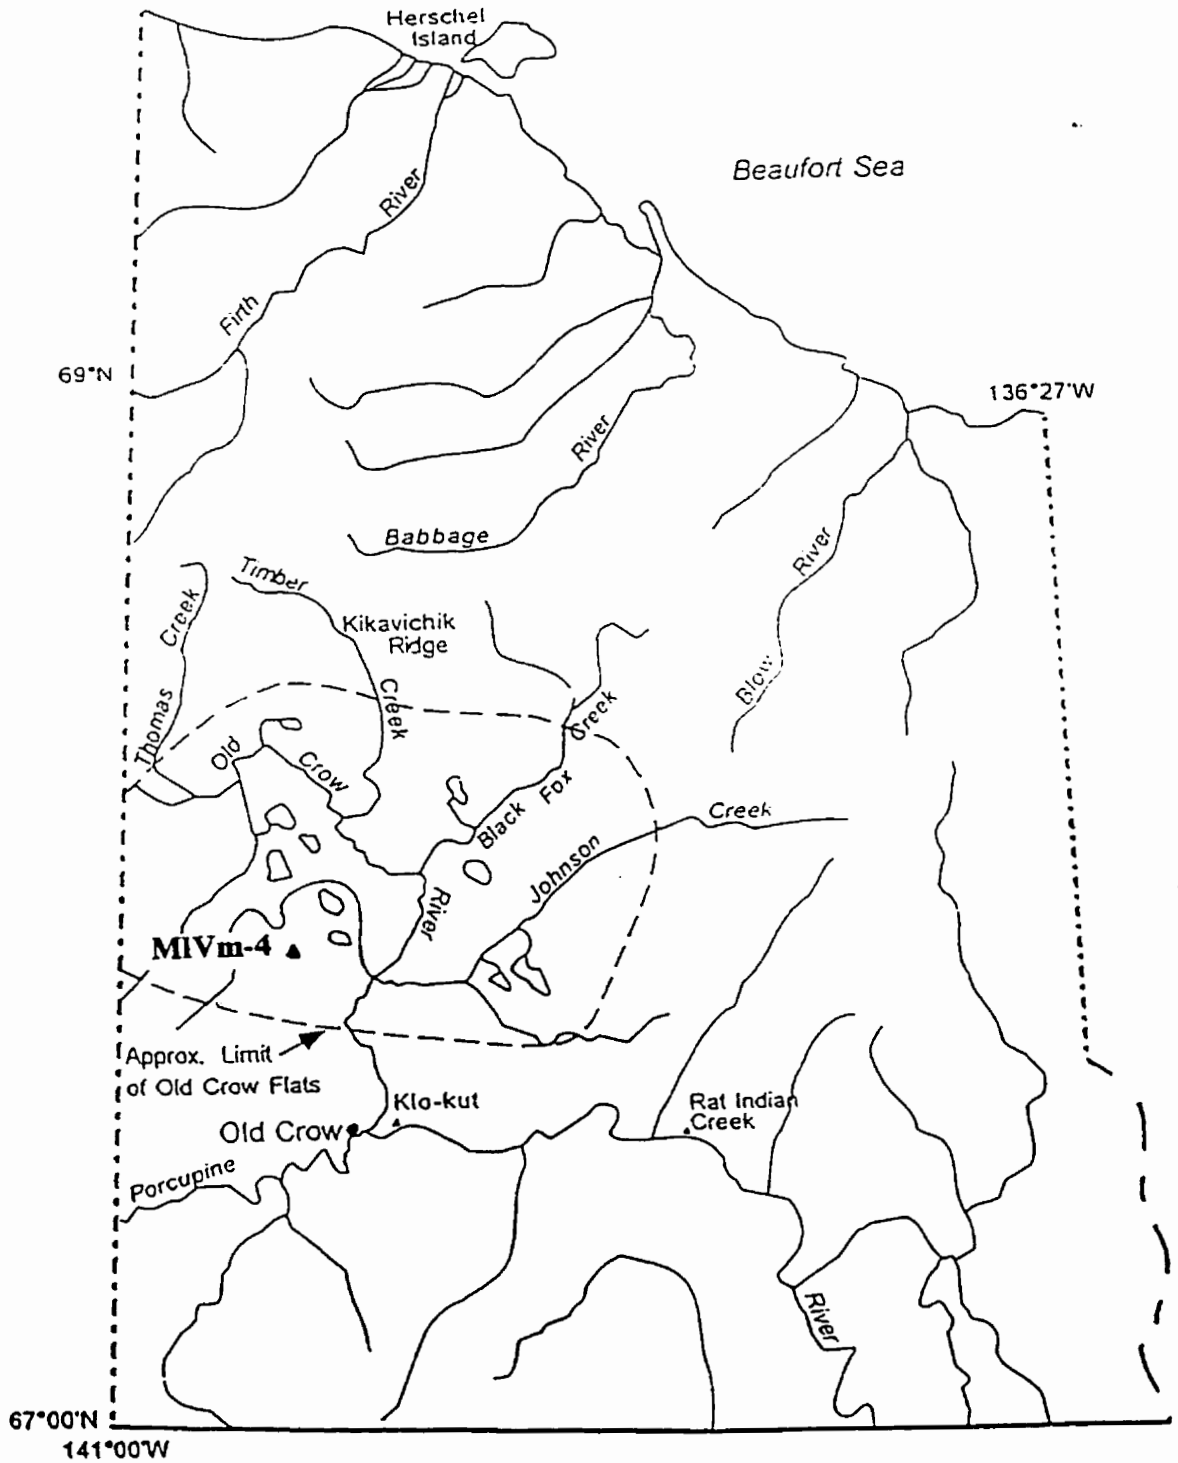 Herschel
Island
Beaufort Sea
River
Firth
69°N
136°27'W
River
Babbage
River
Timber
Creek
Kikavichik
Ridge
Blow
Creek
Creek
Thomas
Old
Crow
Fox
Black
Creek
Johnson
River
MlVm-4
Approx. Limit
of Old Crow Flats
Klo-kut
Rat Indian
Creek
Old Crow
Porcupine
River
67°00'N
141°00'W